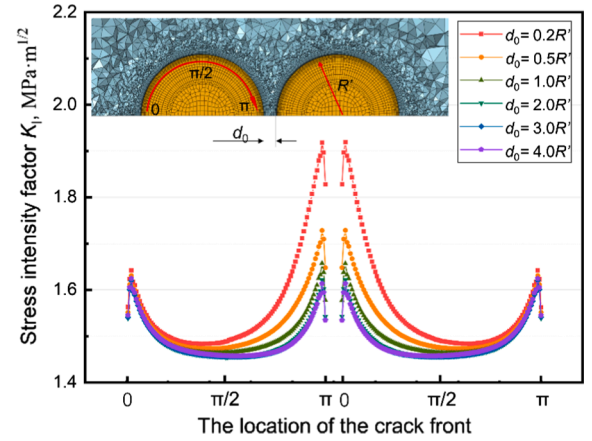 2.2
2.0
1.8
1.6
1.4
Stress intensity factor K_I, MPa·m^{1/2}
π/2
0
π
R'
d₀
d₀= 0.2R'
d₀= 0.5R'
d₀= 1.0R'
d₀= 2.0R'
d₀= 3.0R'
d₀= 4.0R'
0 π/2 π 0 π/2 π
The location of the crack front